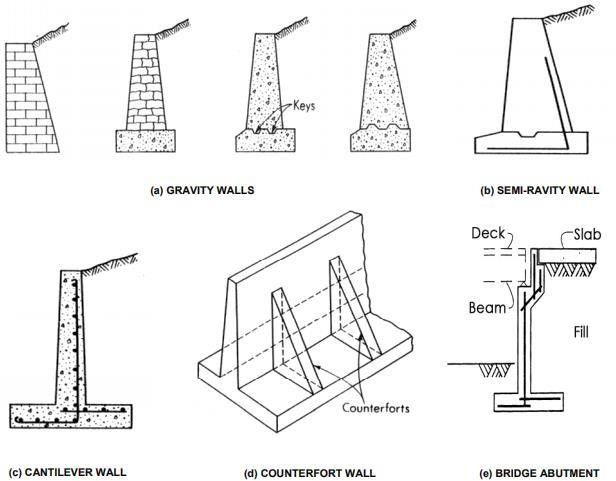 Keys
(a) GRAVITY WALLS
(b) SEMI-RAVITY WALL
Deck
Slab
Beam
Fill
Counterforts
(c) CANTILEVER WALL
(d) COUNTERFORT WALL
(e) BRIDGE ABUTMENT